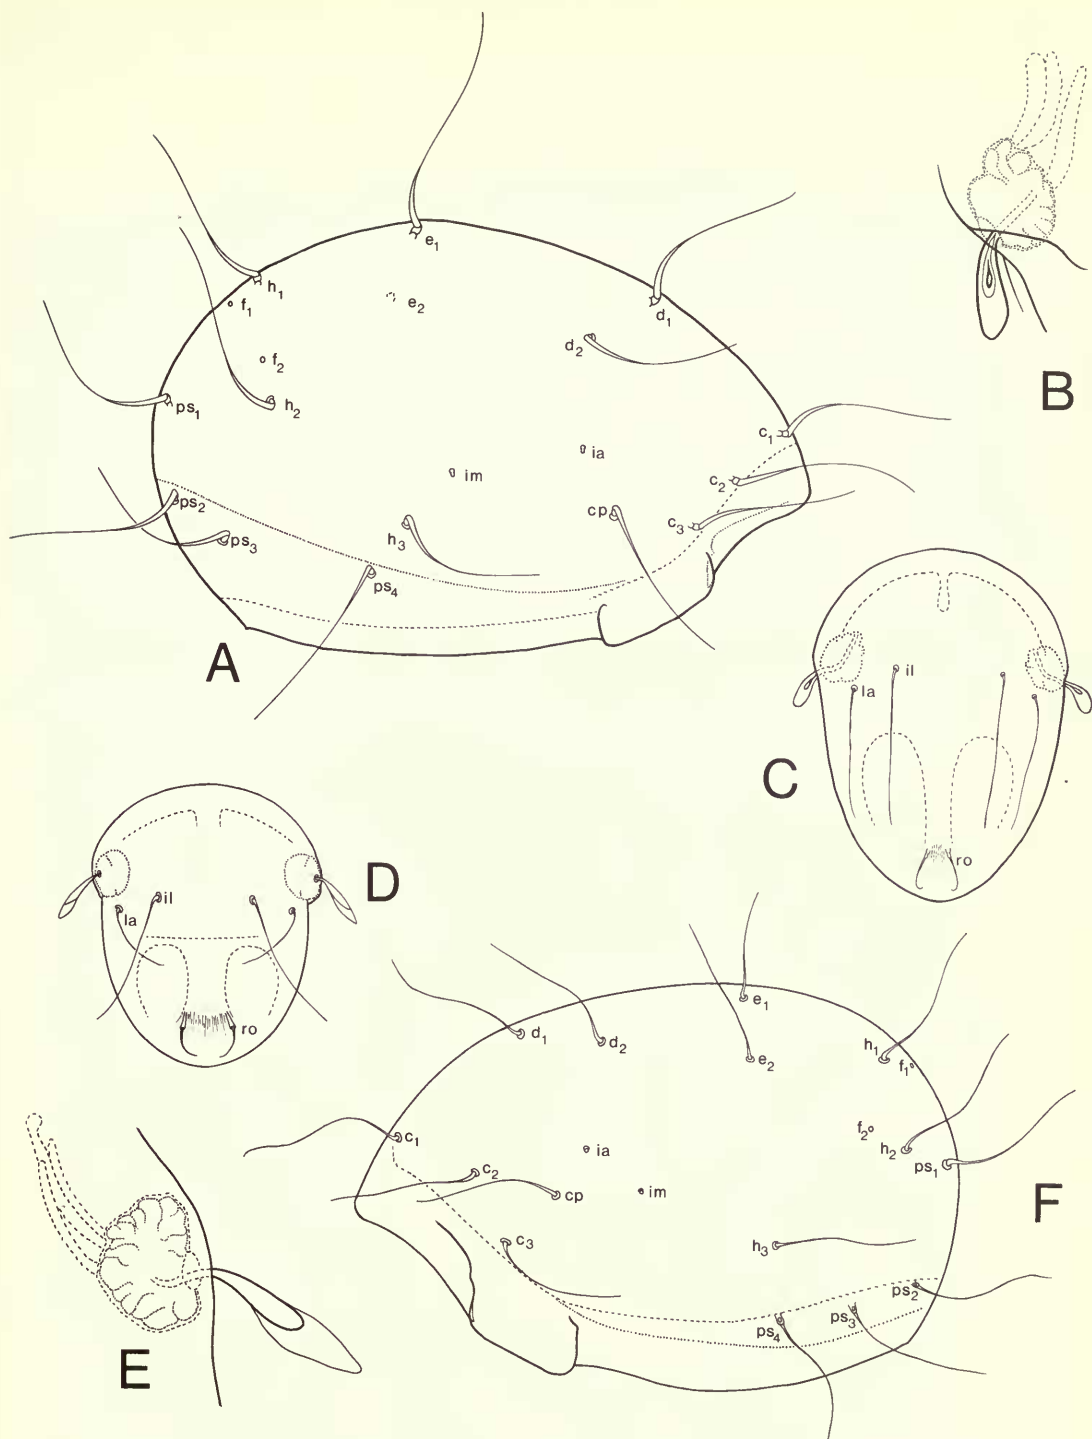 e₁
h₁
f₁
e₂
d₁
f₂
d₂
ps₁
h₂
c₁
im
ia
c₂
ps₂
ps₃
h₃
cp
c₃
ps₄
A
B
la
il
ro
C
la
il
ro
D
E
d₁
d₂
e₁
e₂
h₁
f₁
f₂
h₂
ps₁
c₁
c₂
ia
cp
im
c₃
h₃
ps₂
ps₃
ps₄
F